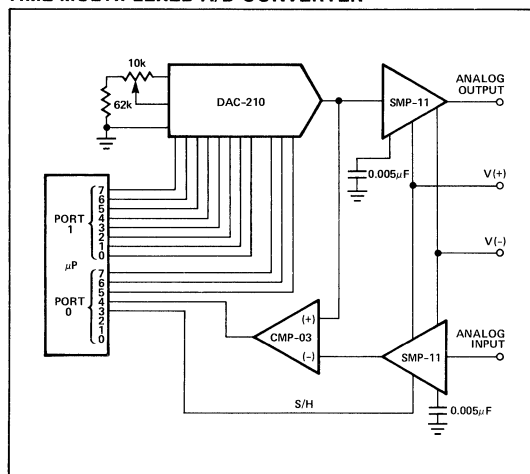 TIME MULTIPLEXED A/D CONVERTER
10k
62k
DAC-210
SMP-11
ANALOG
OUTPUT
0.005µF
V(+)
V(−)
PORT
1
7
6
5
4
3
2
1
0
µP
PORT
0
7
6
5
4
3
2
1
0
(+)
CMP-03
(−)
SMP-11
ANALOG
INPUT
S/H
0.005µF